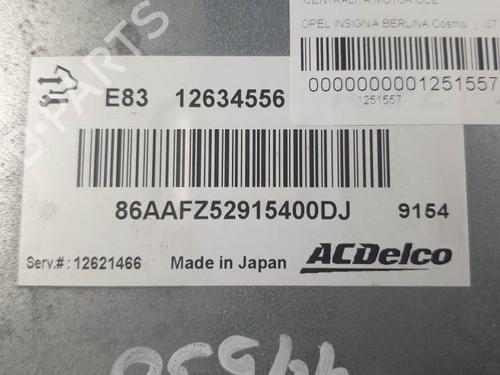 OPEL INSIGNIA BERLINA Cosmo
0000000001251557
1251557
E83 12634556
86AAFZ52915400DJ 9154
Serv.#: 12621466 Made in Japan ACDelco
PARTS